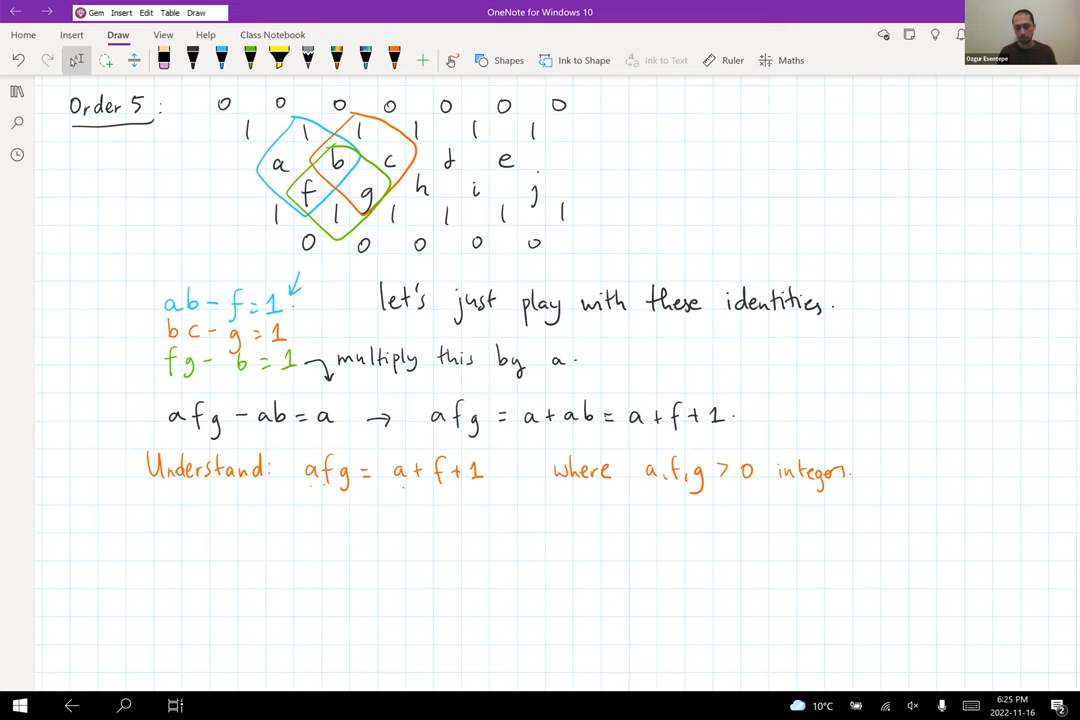 Gem Insert Edit Table Draw
OneNote for Windows 10
Home Insert Draw View Help Class Notebook
Shapes Ink to Shape Ink to Text Ruler Maths
Ozgur Esentepe
Order 5 : 0 0 0 0 0 0 0
1 1 1 1 1 1
a b c d e
f g h i j
1 1 1 1 1 1
0 0 0 0 0
ab - f = 1 let's just play with these identities.
bc - g = 1
fg - b = 1 multiply this by a.
afg - ab = a → afg = a + ab = a + f + 1.
Understand: afg = a + f + 1 where a, f, g > 0 integers.
10°C
6:25 PM
2022-11-16
2